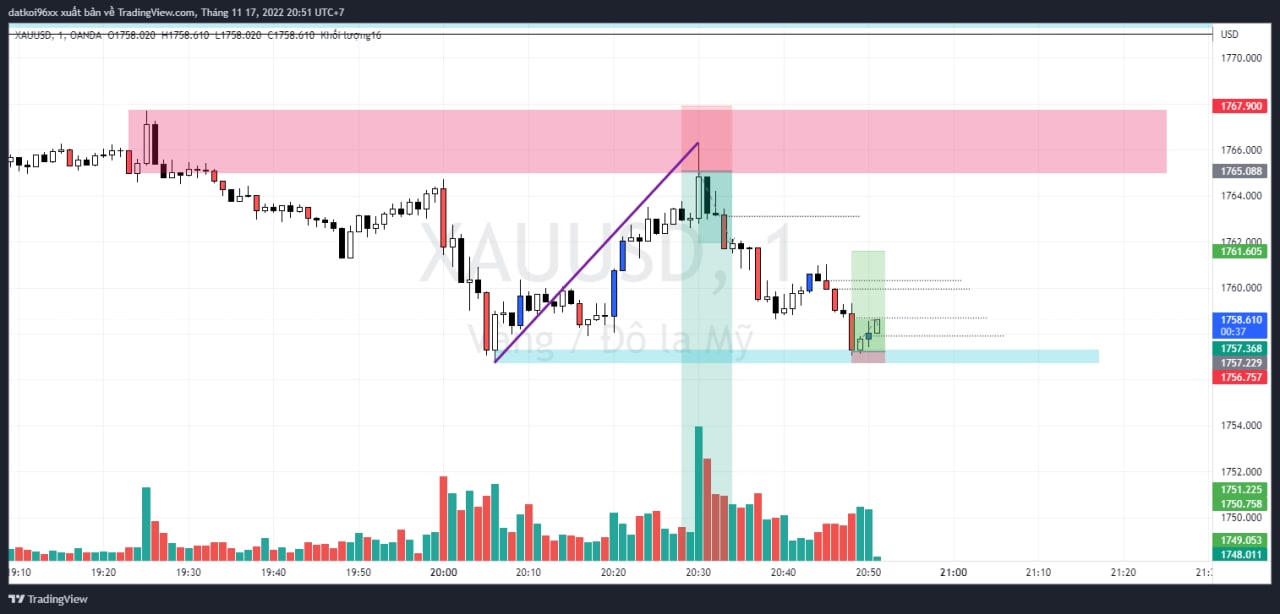 datkoi96xx xuất bản về TradingView.com, Tháng 11 17, 2022 20:51 UTC+7
XAUUSD, 1, OANDA O1758.020 H1758.610 L1758.020 C1758.610 Khối lượng16
USD
1770.000
1767.900
1766.000
1765.088
1764.000
1762.000
1761.605
1760.000
1758.610
00:37
1757.368
1757.229
1756.757
1754.000
1752.000
1751.225
1750.758
1750.000
1749.053
1748.011
XAUUSD, 1
Vàng / Đô la Mỹ
19:10 19:20 19:30 19:40 19:50 20:00 20:10 20:20 20:30 20:40 20:50 21:00 21:10 21:20
TradingView